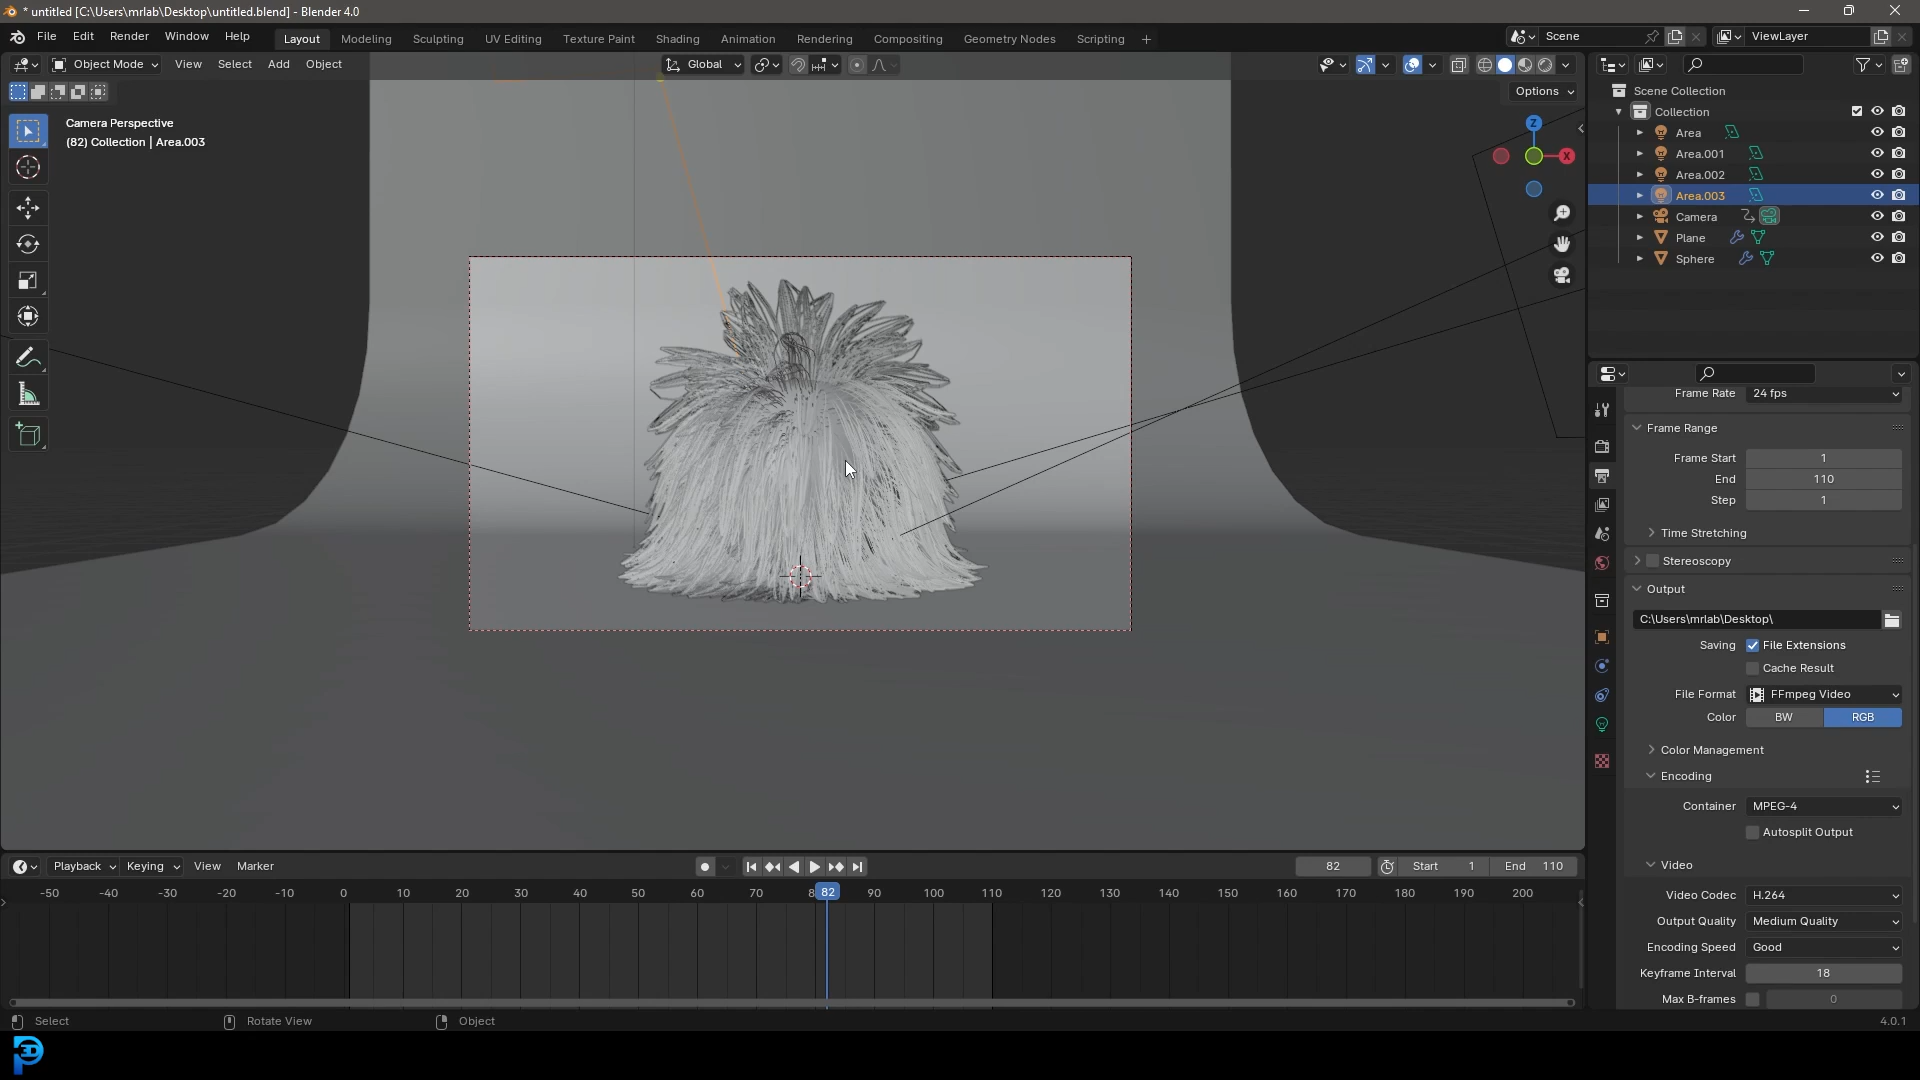 * untitled [C:\Users\mrlab\Desktop\untitled.blend] - Blender 4.0
File Edit Render Window Help
Layout Modeling Sculpting UV Editing Texture Paint Shading Animation Rendering Compositing Geometry Nodes Scripting +
Scene
ViewLayer
Object Mode View Select Add Object
Global
Options
Camera Perspective
(82) Collection | Area.003
Z
X
Scene Collection
Collection
Area
Area.001
Area.002
Area.003
Camera
Plane
Sphere
Frame Rate 24 fps
Frame Range
Frame Start 1
End 110
Step 1
Time Stretching
Stereoscopy
Output
C:\Users\mrlab\Desktop\
Saving File Extensions
Cache Result
File Format FFmpeg Video
Color BW RGB
Color Management
Encoding
Container MPEG-4
Autosplit Output
Video
Video Codec H.264
Output Quality Medium Quality
Encoding Speed Good
Keyframe Interval 18
Max B-frames 0
Playback Keying View Marker
82 Start 1 End 110
-50 -40 -30 -20 -10 0 10 20 30 40 50 60 70 8 82 90 100 110 120 130 140 150 160 170 180 190 200
Select Rotate View Object
4.0.1